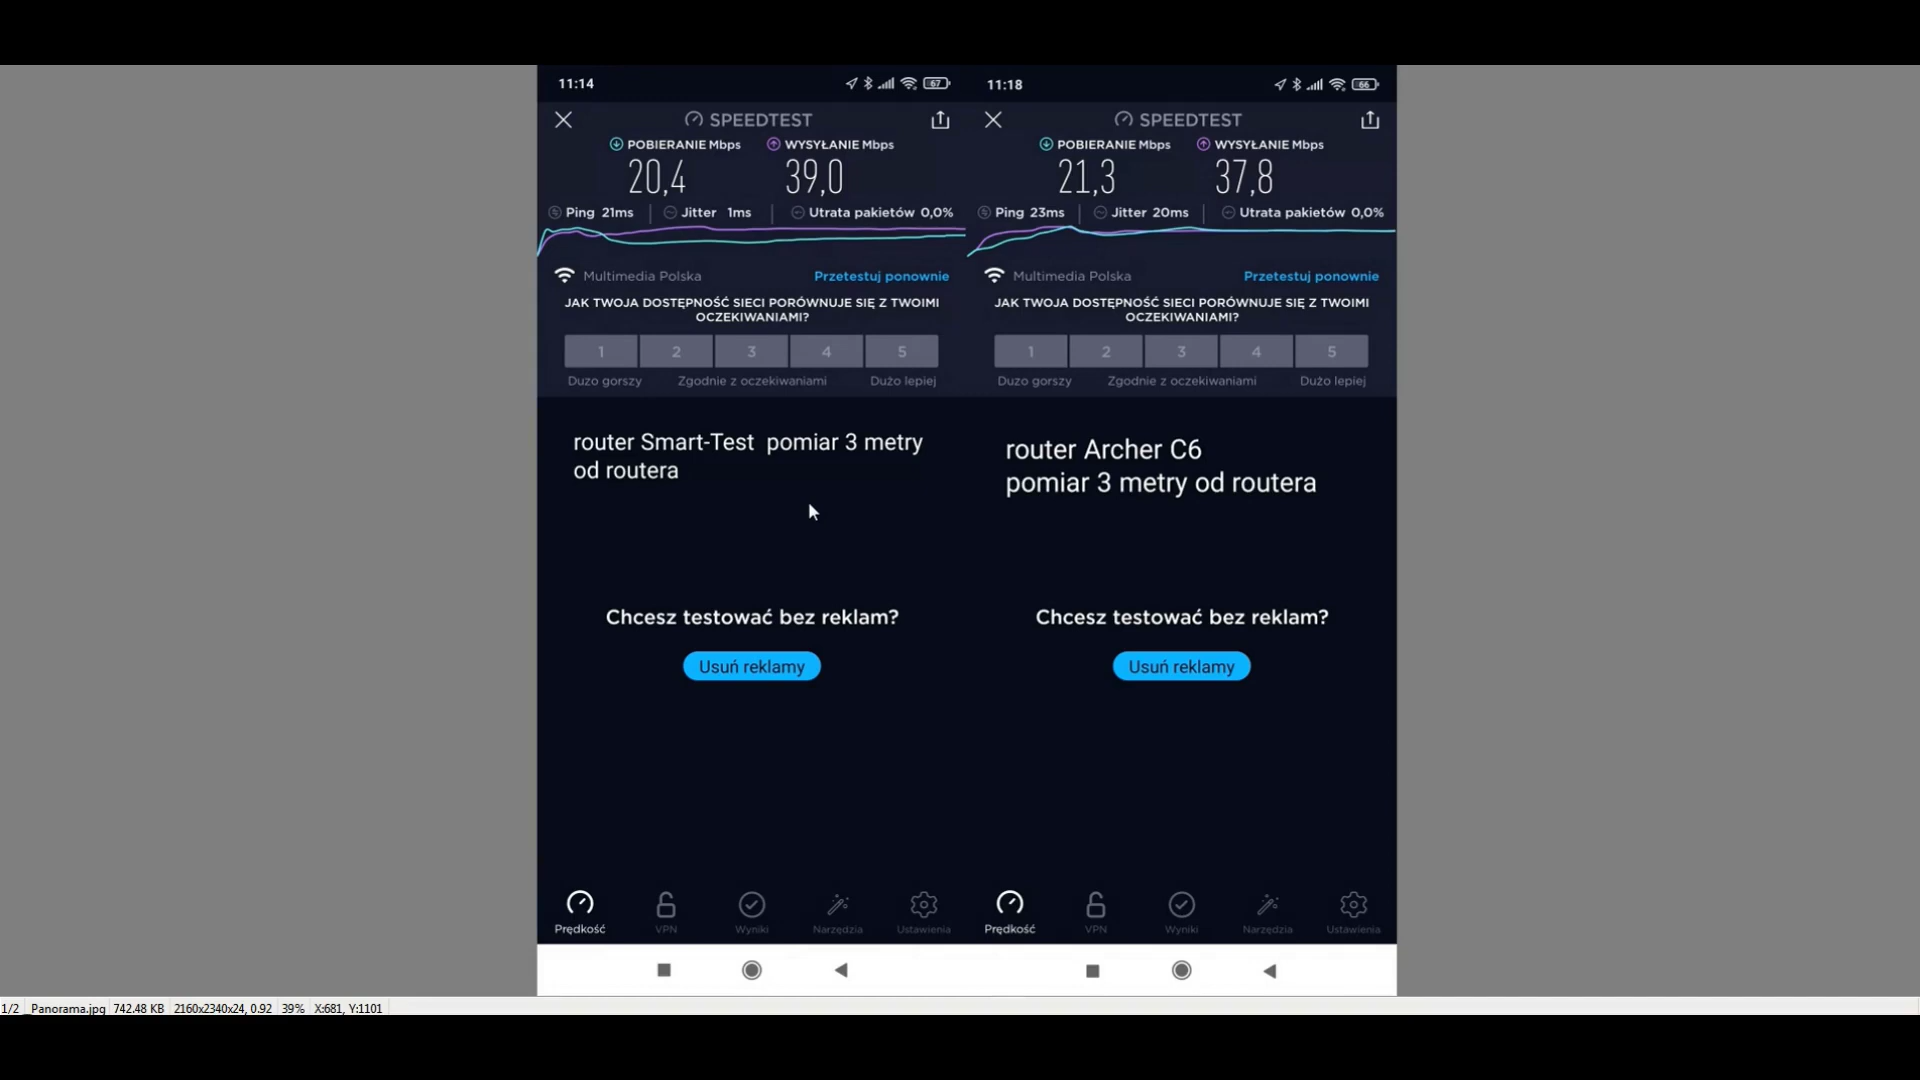 11:14
67
SPEEDTEST
POBIERANIE Mbps
WYSYŁANIE Mbps
20,4
39,0
Ping 21ms
Jitter 1ms
Utrata pakietów 0,0%
Multimedia Polska
Przetestuj ponownie
JAK TWOJA DOSTĘPNOŚĆ SIECI PORÓWNUJE SIĘ Z TWOIMI
OCZEKIWANIAMI?
1 2 3 4 5
Duzo gorszy
Zgodnie z oczekiwaniami
Dużo lepiej
router Smart-Test pomiar 3 metry
od routera
Chcesz testować bez reklam?
Usuń reklamy
Prędkość
VPN
Wyniki
Narzędzia
Ustawienia
11:18
66
SPEEDTEST
POBIERANIE Mbps
WYSYŁANIE Mbps
21,3
37,8
Ping 23ms
Jitter 20ms
Utrata pakietów 0,0%
Multimedia Polska
Przetestuj ponownie
JAK TWOJA DOSTĘPNOŚĆ SIECI PORÓWNUJE SIĘ Z TWOIMI
OCZEKIWANIAMI?
1 2 3 4 5
Duzo gorszy
Zgodnie z oczekiwaniami
Dużo lepiej
router Archer C6
pomiar 3 metry od routera
Chcesz testować bez reklam?
Usuń reklamy
Prędkość
VPN
Wyniki
Narzędzia
Ustawienia
1/2 _Panorama.jpg 742.48 KB 2160x2340x24, 0.92 39% X:681, Y:1101